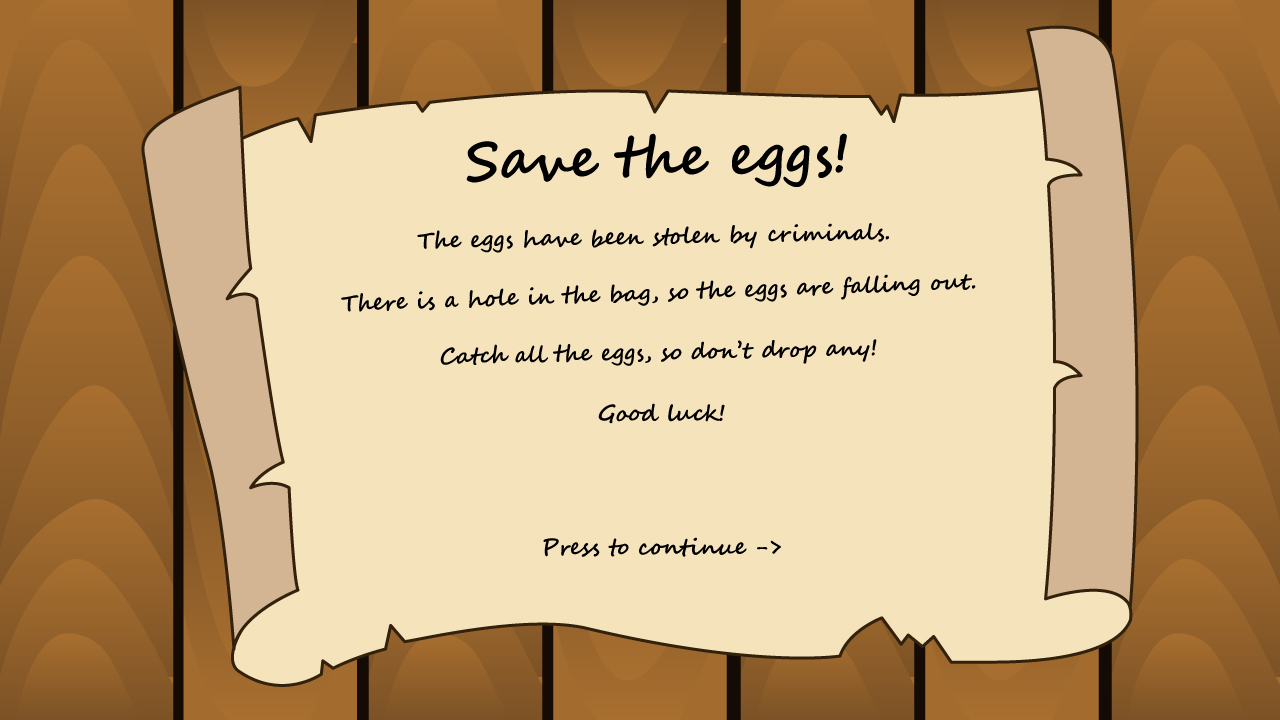 Save the eggs!
The eggs have been stolen by criminals.
There is a hole in the bag, so the eggs are falling out.
Catch all the eggs, so don’t drop any!
Good luck!
Press to continue ->